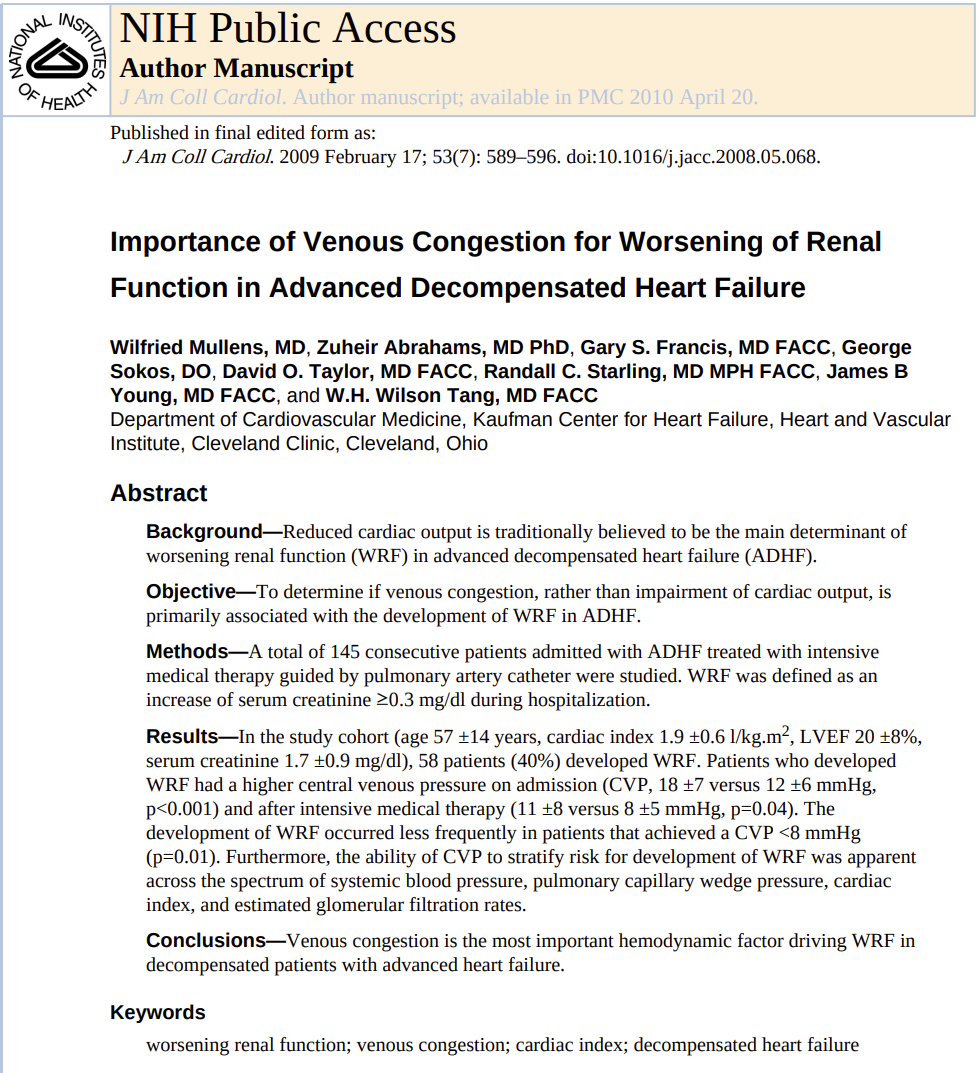 NATIONAL INSTITUTES OF HEALTH
NIH Public Access
Author Manuscript
J Am Coll Cardiol. Author manuscript; available in PMC 2010 April 20.
Published in final edited form as:
J Am Coll Cardiol. 2009 February 17; 53(7): 589–596. doi:10.1016/j.jacc.2008.05.068.
Importance of Venous Congestion for Worsening of Renal
Function in Advanced Decompensated Heart Failure
Wilfried Mullens, MD, Zuheir Abrahams, MD PhD, Gary S. Francis, MD FACC, George
Sokos, DO, David O. Taylor, MD FACC, Randall C. Starling, MD MPH FACC, James B
Young, MD FACC, and W.H. Wilson Tang, MD FACC
Department of Cardiovascular Medicine, Kaufman Center for Heart Failure, Heart and Vascular
Institute, Cleveland Clinic, Cleveland, Ohio
Abstract
Background—Reduced cardiac output is traditionally believed to be the main determinant of
worsening renal function (WRF) in advanced decompensated heart failure (ADHF).
Objective—To determine if venous congestion, rather than impairment of cardiac output, is
primarily associated with the development of WRF in ADHF.
Methods—A total of 145 consecutive patients admitted with ADHF treated with intensive
medical therapy guided by pulmonary artery catheter were studied. WRF was defined as an
increase of serum creatinine ≥0.3 mg/dl during hospitalization.
Results—In the study cohort (age 57 ±14 years, cardiac index 1.9 ±0.6 l/kg.m², LVEF 20 ±8%,
serum creatinine 1.7 ±0.9 mg/dl), 58 patients (40%) developed WRF. Patients who developed
WRF had a higher central venous pressure on admission (CVP, 18 ±7 versus 12 ±6 mmHg,
p<0.001) and after intensive medical therapy (11 ±8 versus 8 ±5 mmHg, p=0.04). The
development of WRF occurred less frequently in patients that achieved a CVP <8 mmHg
(p=0.01). Furthermore, the ability of CVP to stratify risk for development of WRF was apparent
across the spectrum of systemic blood pressure, pulmonary capillary wedge pressure, cardiac
index, and estimated glomerular filtration rates.
Conclusions—Venous congestion is the most important hemodynamic factor driving WRF in
decompensated patients with advanced heart failure.
Keywords
worsening renal function; venous congestion; cardiac index; decompensated heart failure